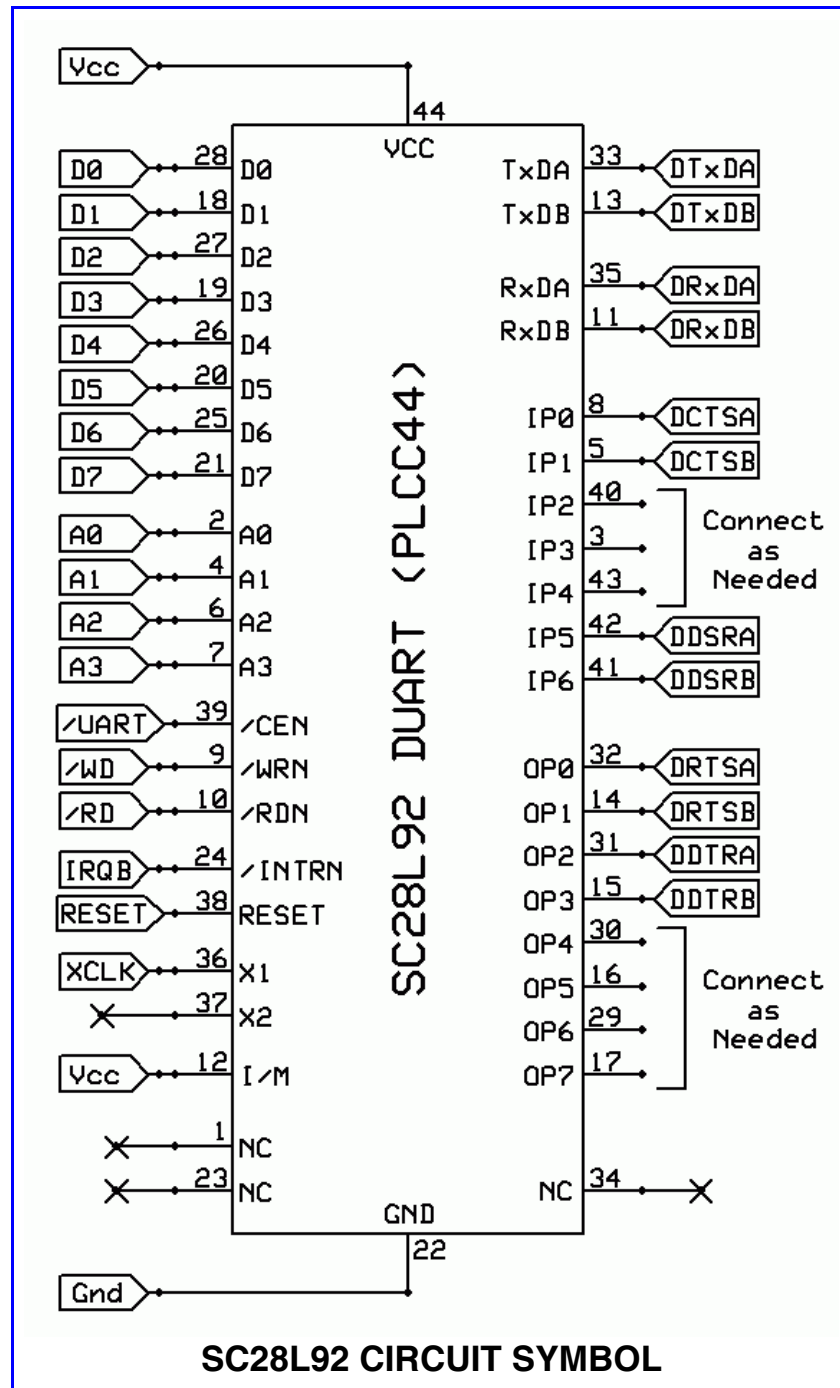 Vcc
44
VCC
D0 28 D0 TxDA 33 DTxDA
D1 18 D1 TxDB 13 DTxDB
D2 27 D2
D3 19 D3 RxDA 35 DRxDA
D4 26 D4 RxDB 11 DRxDB
D5 20 D5
D6 25 D6 IP0 8 DCTSA
D7 21 D7 IP1 5 DCTSB
IP2 40
A0 2 A0 IP3 3
A1 4 A1 IP4 43
Connect
as
Needed
A2 6 A2 IP5 42 DDSRA
A3 7 A3 IP6 41 DDSRB
/UART 39 /CEN
/WD 9 /WRN OP0 32 DRTSA
/RD 10 /RDN OP1 14 DRTSB
IRQB 24 /INTRN OP2 31 DDTRA
RESET 38 RESET OP3 15 DDTRB
OP4 30
XCLK 36 X1 OP5 16
37 X2 OP6 29
Vcc 12 I/M OP7 17
Connect
as
Needed
1 NC
23 NC NC 34
SC28L92 DUART (PLCC44)
GND
22
Gnd
SC28L92 CIRCUIT SYMBOL